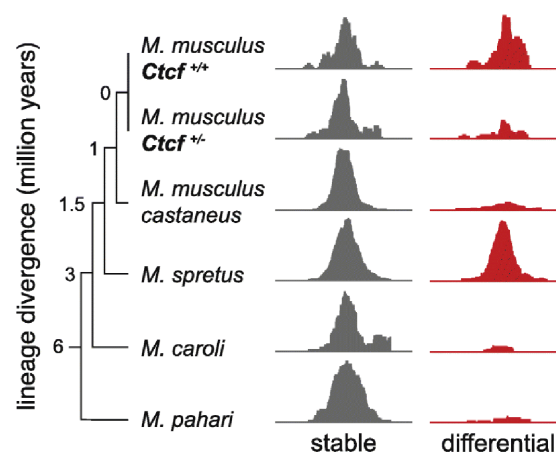 M. musculus
Ctcf +/+
0
M. musculus
Ctcf +/-
1
M. musculus
castaneus
1.5
M. spretus
3
M. caroli
6
M. pahari
lineage divergence (million years)
stable
differential